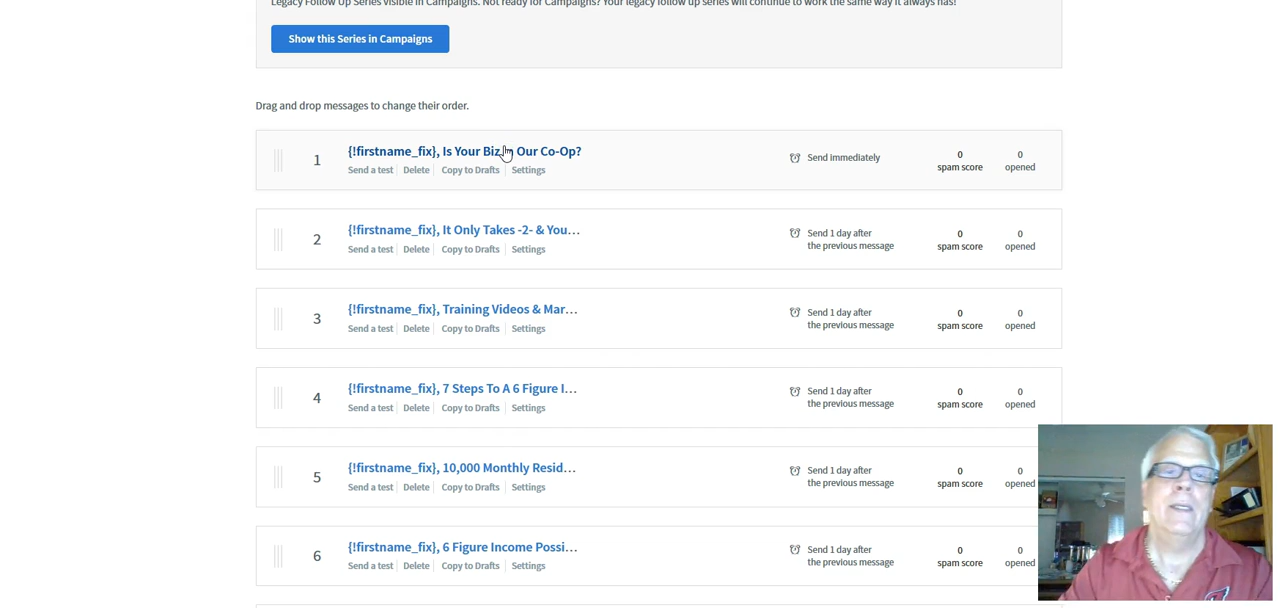 Legacy Follow Up Series visible in Campaigns. Not ready for Campaigns? Your legacy follow up series will continue to work the same way it always has!
Show this Series in Campaigns
Drag and drop messages to change their order.
1
{!firstname_fix}, Is Your Biz Our Co-Op?
Send a test Delete Copy to Drafts Settings
Send immediately
0 spam score
0 opened
2
{!firstname_fix}, It Only Takes -2- & You...
Send a test Delete Copy to Drafts Settings
Send 1 day after
the previous message
0 spam score
0 opened
3
{!firstname_fix}, Training Videos & Mar...
Send a test Delete Copy to Drafts Settings
Send 1 day after
the previous message
0 spam score
0 opened
4
{!firstname_fix}, 7 Steps To A 6 Figure I...
Send a test Delete Copy to Drafts Settings
Send 1 day after
the previous message
0 spam score
0 opened
5
{!firstname_fix}, 10,000 Monthly Resid...
Send a test Delete Copy to Drafts Settings
Send 1 day after
the previous message
0 spam score
0 opened
6
{!firstname_fix}, 6 Figure Income Possi...
Send a test Delete Copy to Drafts Settings
Send 1 day after
the previous message
0 spam score
0 opened